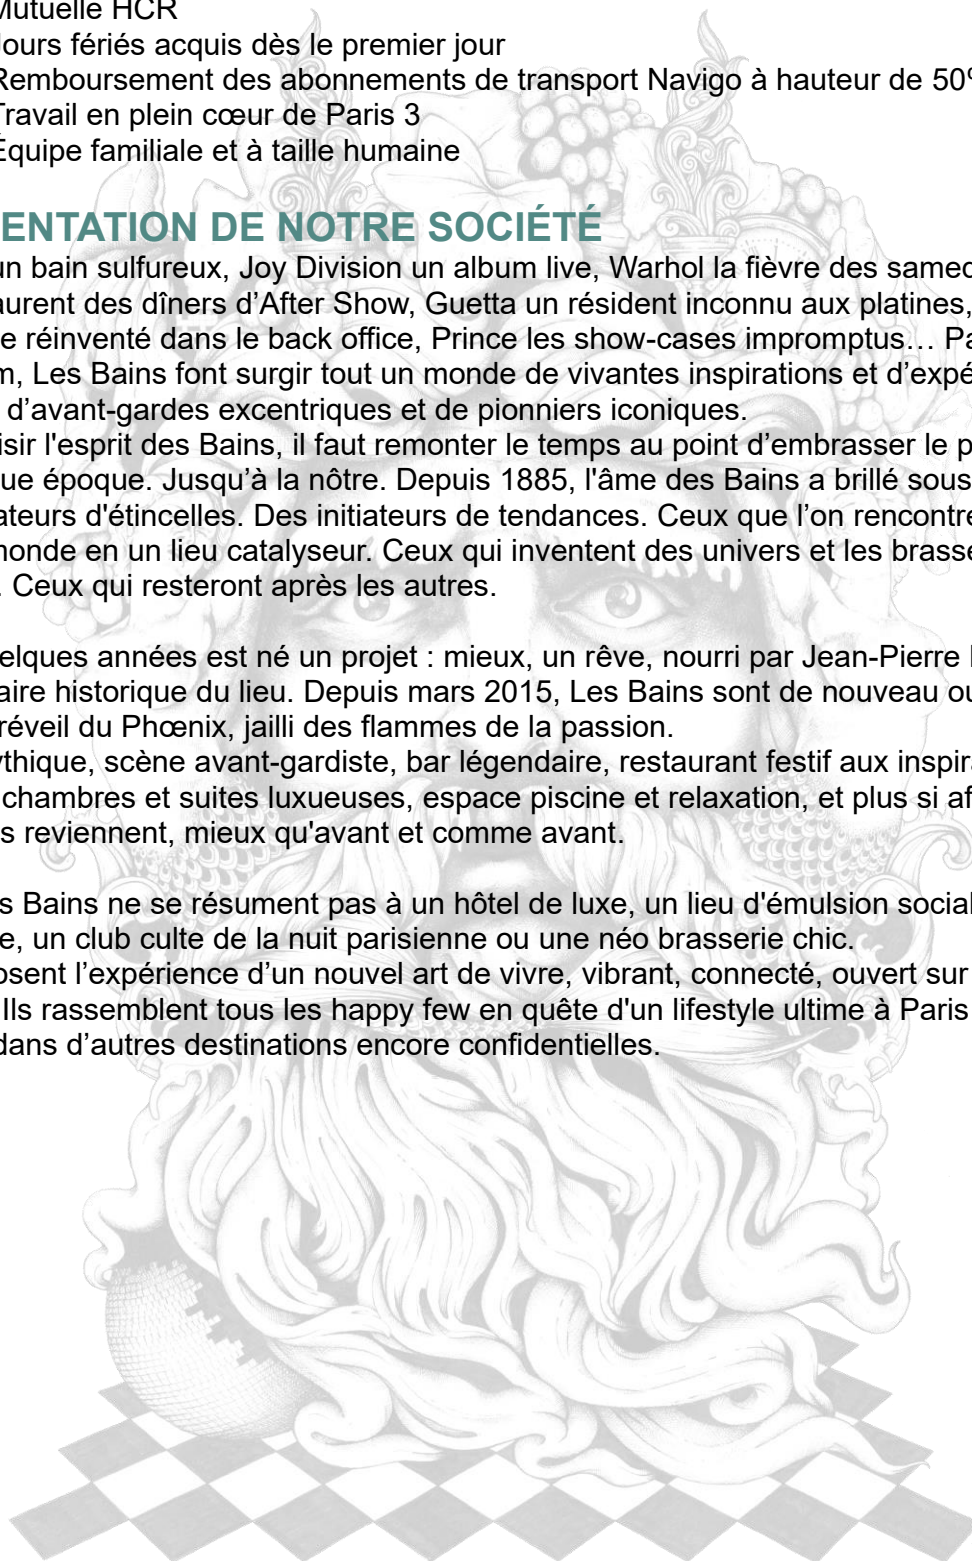 Mutuelle HCR
Jours fériés acquis dès le premier jour
Remboursement des abonnements de transport Navigo à hauteur de 50%
Travail en plein cœur de Paris 3
Équipe familiale et à taille humaine
ENTATION DE NOTRE SOCIÉTÉ
un bain sulfureux, Joy Division un album live, Warhol la fièvre des samed
aurent des dîners d’After Show, Guetta un résident inconnu aux platines,
e réinventé dans le back office, Prince les show-cases impromptus… Pa
m, Les Bains font surgir tout un monde de vivantes inspirations et d’expé
d’avant-gardes excentriques et de pionniers iconiques.
isir l'esprit des Bains, il faut remonter le temps au point d’embrasser le p
ue époque. Jusqu’à la nôtre. Depuis 1885, l'âme des Bains a brillé sous
ateurs d'étincelles. Des initiateurs de tendances. Ceux que l’on rencontre
monde en un lieu catalyseur. Ceux qui inventent des univers et les brasse
. Ceux qui resteront après les autres.
elques années est né un projet : mieux, un rêve, nourri par Jean-Pierre
aire historique du lieu. Depuis mars 2015, Les Bains sont de nouveau ou
réveil du Phœnix, jailli des flammes de la passion.
ythique, scène avant-gardiste, bar légendaire, restaurant festif aux inspira
chambres et suites luxueuses, espace piscine et relaxation, et plus si af
s reviennent, mieux qu'avant et comme avant.
s Bains ne se résument pas à un hôtel de luxe, un lieu d'émulsion social
e, un club culte de la nuit parisienne ou une néo brasserie chic.
osent l’expérience d’un nouvel art de vivre, vibrant, connecté, ouvert sur
Ils rassemblent tous les happy few en quête d'un lifestyle ultime à Paris
dans d’autres destinations encore confidentielles.